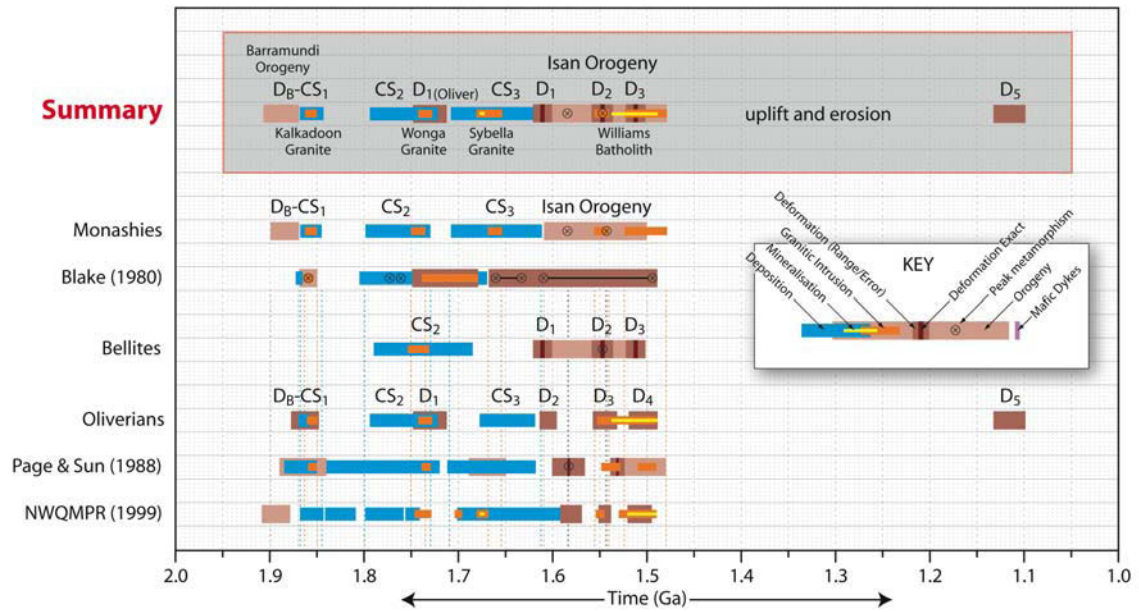 Barramundi
Orogeny
Isan Orogeny
DB-CS1 CS2 D1(Oliver) CS3 D1 D2 D3 D5
Summary
uplift and erosion
Kalkadoon
Granite
Wonga
Granite
Sybella
Granite
Williams
Batholith
DB-CS1 CS2 CS3 Isan Orogeny
Monashies
Blake (1980)
KEY
Deposition
Mineralisation
Granitic Intrusion
Deformation (Range/Error)
Deformation Exact
Peak metamorphism
Orogeny
Mafic Dykes
CS2 D1 D2 D3
Bellites
DB-CS1 CS2 D1 CS3 D2 D3 D4 D5
Oliverians
Page & Sun (1988)
NWQMPR (1999)
2.0 1.9 1.8 1.7 1.6 1.5 1.4 1.3 1.2 1.1 1.0
Time (Ga)